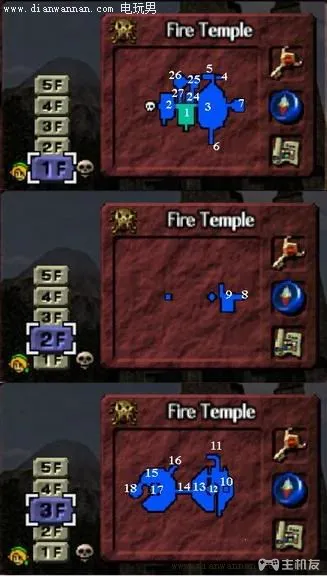 www.dianwannan.com 电玩男
Fire Temple
5F
4F
3F
2F
1F
5
26 25 4
27 24
2 3 7
1
6
Fire Temple
5F
4F
3F
2F
1F
9 8
Fire Temple
5F
4F
3F
2F
1F
11
16
15
18 17 14 13 12 10
www.dianwannan
主机友